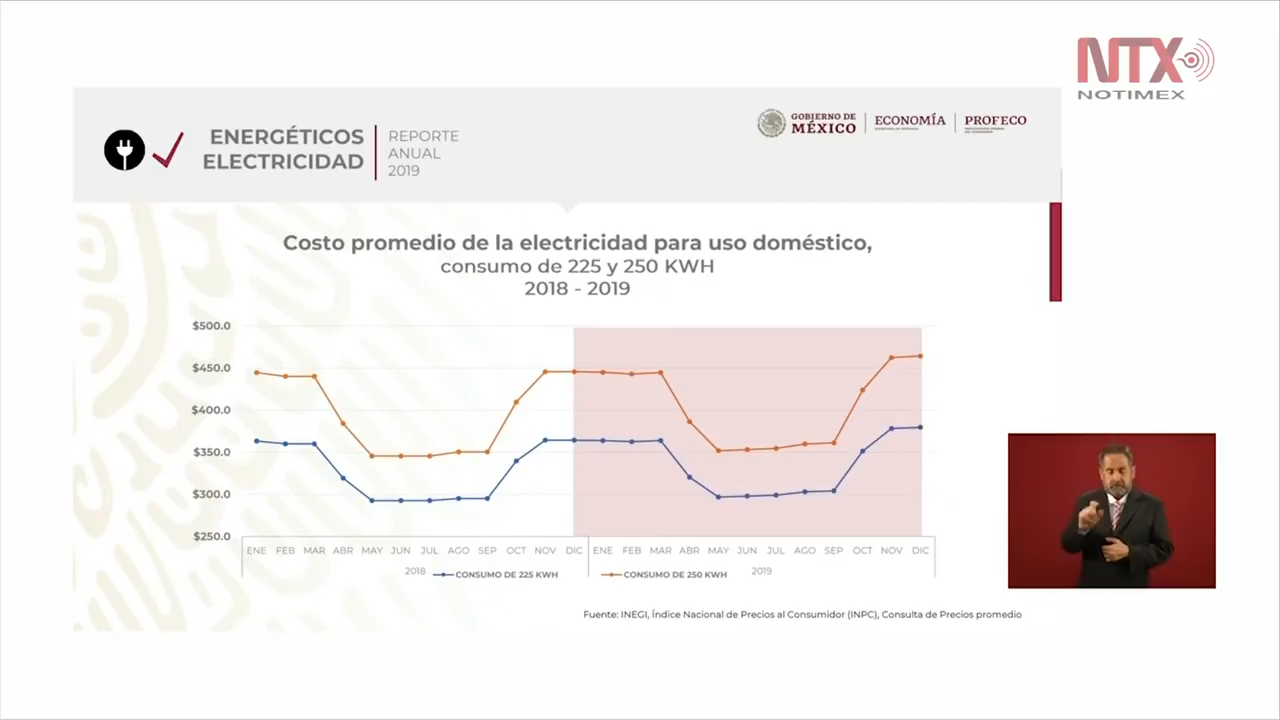 NTX
NOTIMEX
ENERGÉTICOS
ELECTRICIDAD
REPORTE
ANUAL
2019
GOBIERNO DE
MÉXICO
ECONOMÍA
PROFECO
Costo promedio de la electricidad para uso doméstico,
consumo de 225 y 250 KWH
2018 - 2019
$500.0
$450.0
$400.0
$350.0
$300.0
$250.0
ENE FEB MAR ABR MAY JUN JUL AGO SEP OCT NOV DIC ENE FEB MAR ABR MAY JUN JUL AGO SEP OCT NOV DIC
2018 2019
CONSUMO DE 225 KWH CONSUMO DE 250 KWH
Fuente: INEGI, Índice Nacional de Precios al Consumidor (INPC), Consulta de Precios promedio